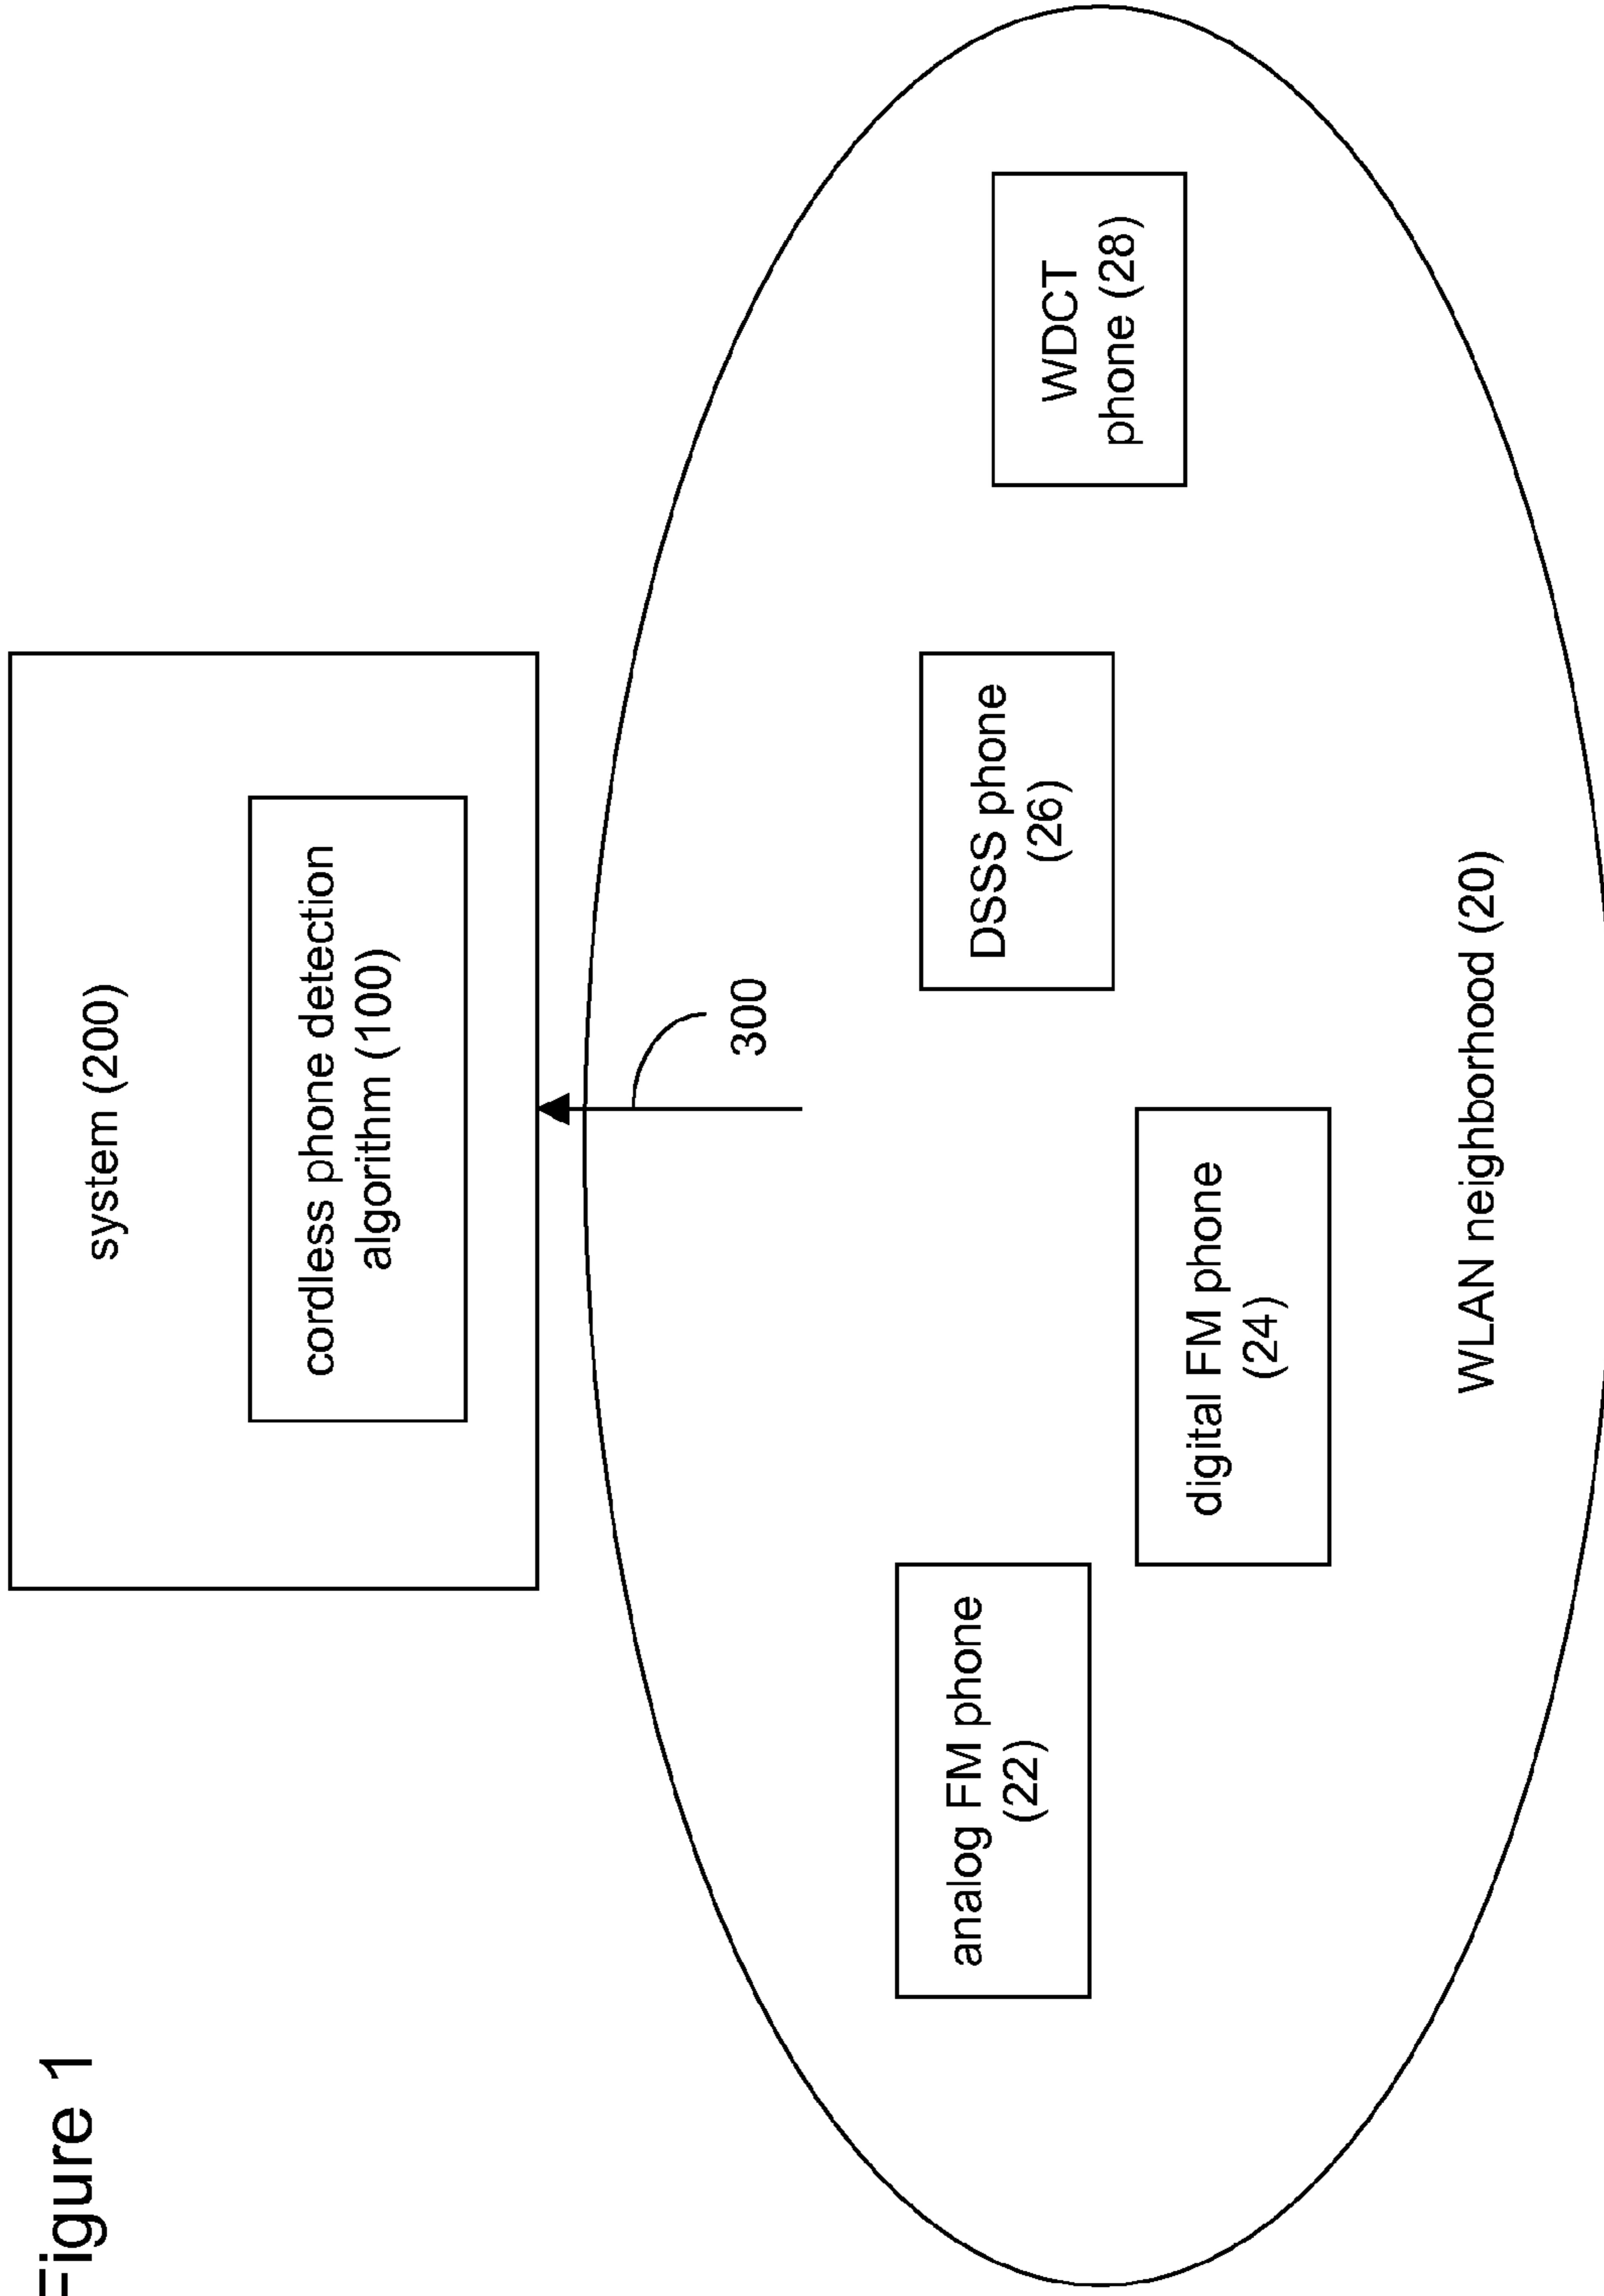 Figure 1
system (200)
cordless phone detection
algorithm (100)
300
analog FM phone
(22)
digital FM phone
(24)
DSSS phone
(26)
WDCT
phone (28)
WLAN neighborhood (20)